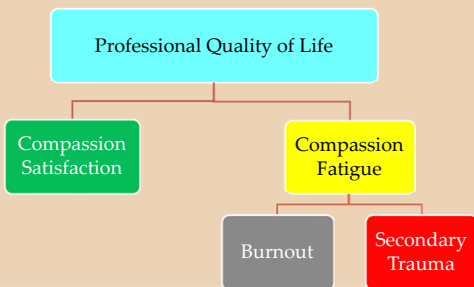 Professional Quality of Life
Compassion
Satisfaction
Compassion
Fatigue
Burnout
Secondary
Trauma